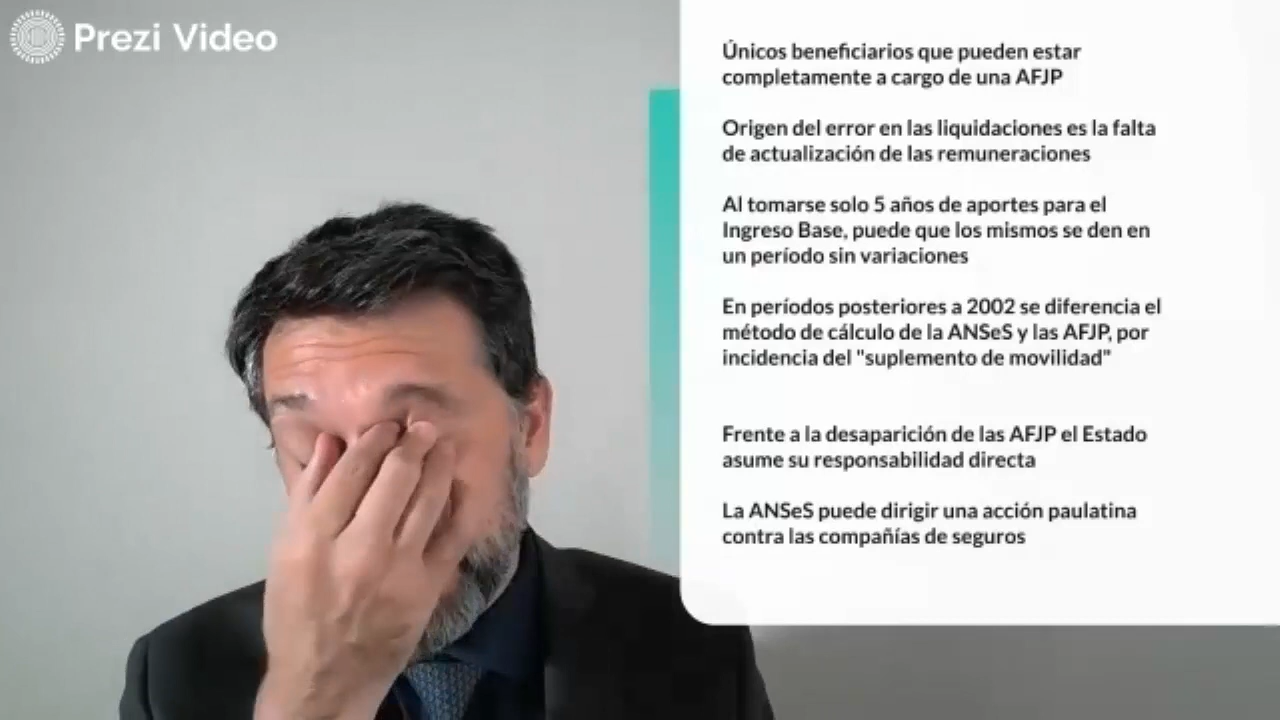 Prezi Video
Únicos beneficiarios que pueden estar
completamente a cargo de una AFJP
Origen del error en las liquidaciones es la falta
de actualización de las remuneraciones
Al tomarse solo 5 años de aportes para el
Ingreso Base, puede que los mismos se den en
un período sin variaciones
En períodos posteriores a 2002 se diferencia el
método de cálculo de la ANSeS y las AFJP, por
incidencia del "suplemento de movilidad"
Frente a la desaparición de las AFJP el Estado
asume su responsabilidad directa
La ANSeS puede dirigir una acción paulatina
contra las compañías de seguros